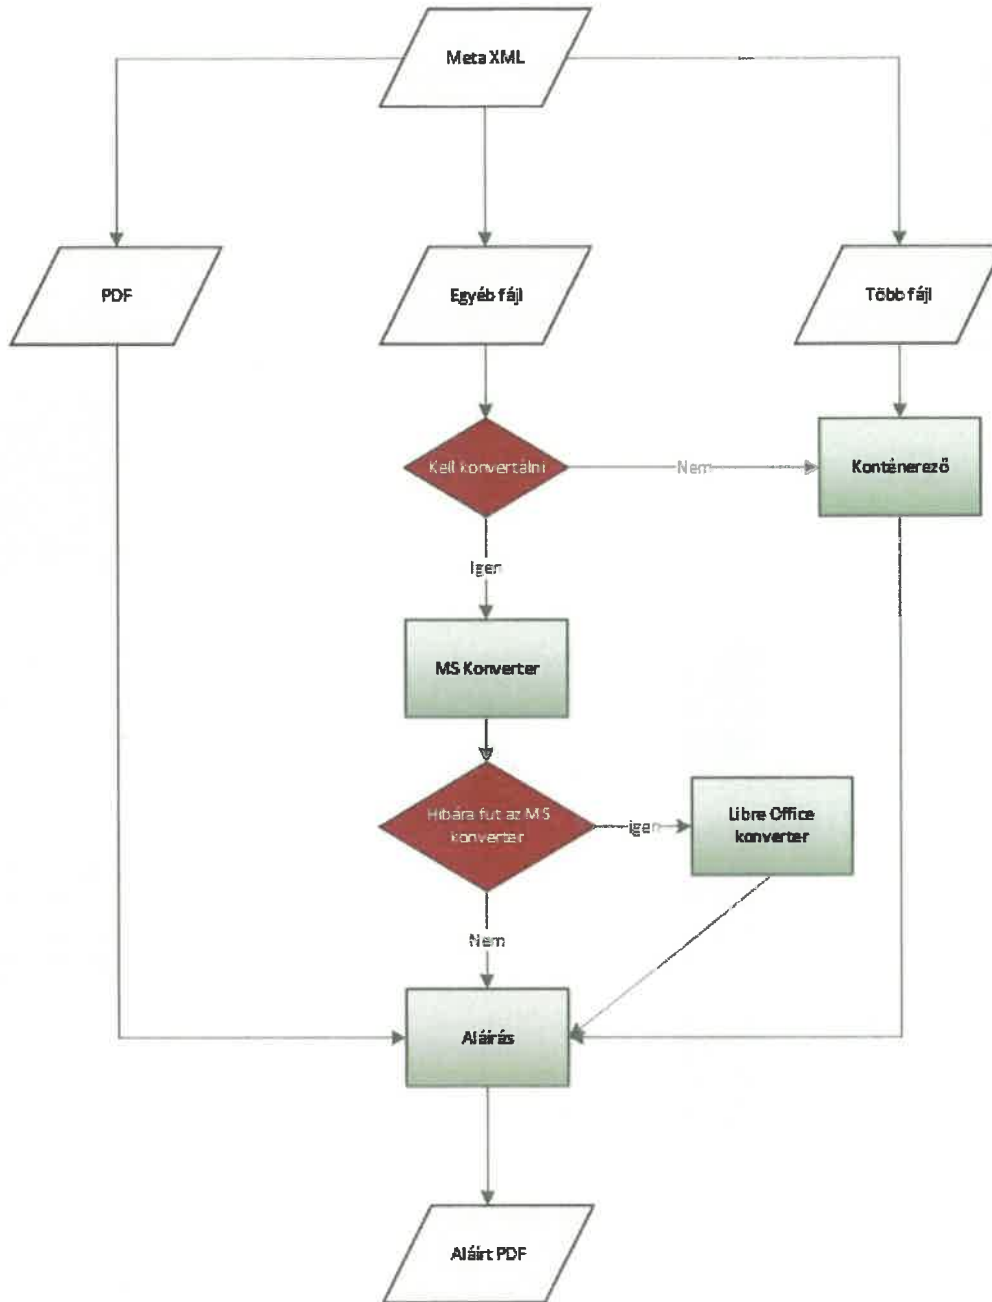 Meta XML
PDF
Egyéb fájl
Több fájl
Kell konvertálni
Nem
Konténerező
Igen
MS Konverter
Hibára fut az MS
konverter
igen
Libre Office
konverter
Nem
Aláírás
Aláírt PDF